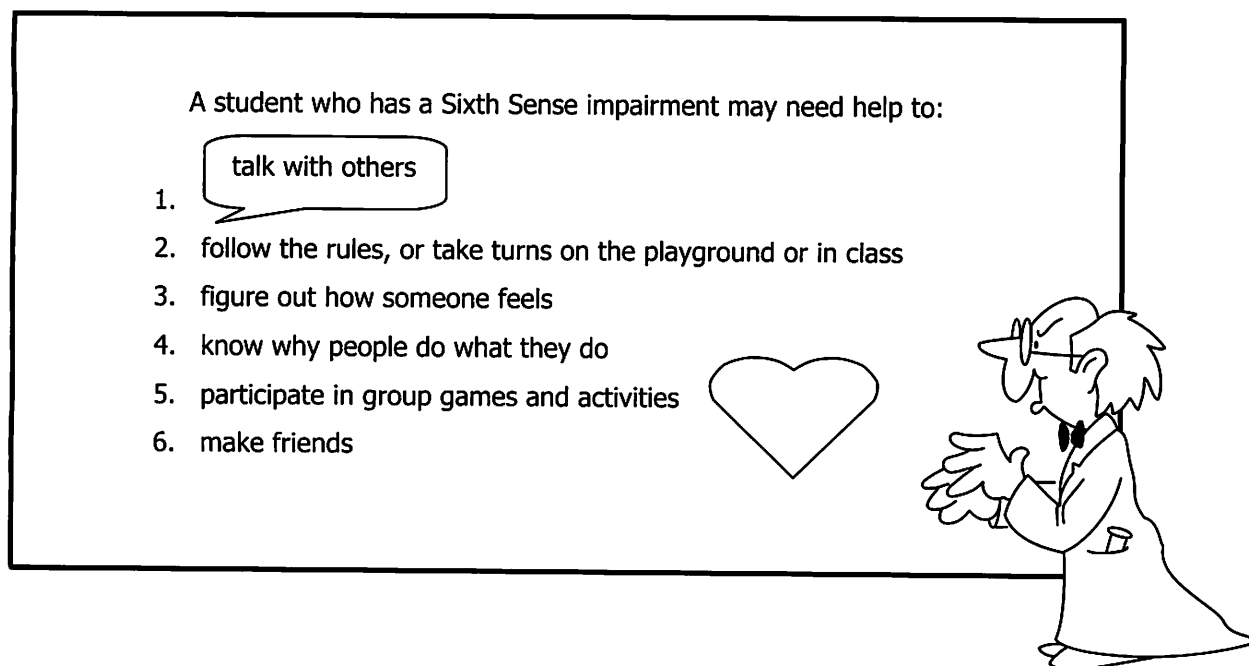 A student who has a Sixth Sense impairment may need help to:
1. talk with others
2. follow the rules, or take turns on the playground or in class
3. figure out how someone feels
4. know why people do what they do
5. participate in group games and activities
6. make friends